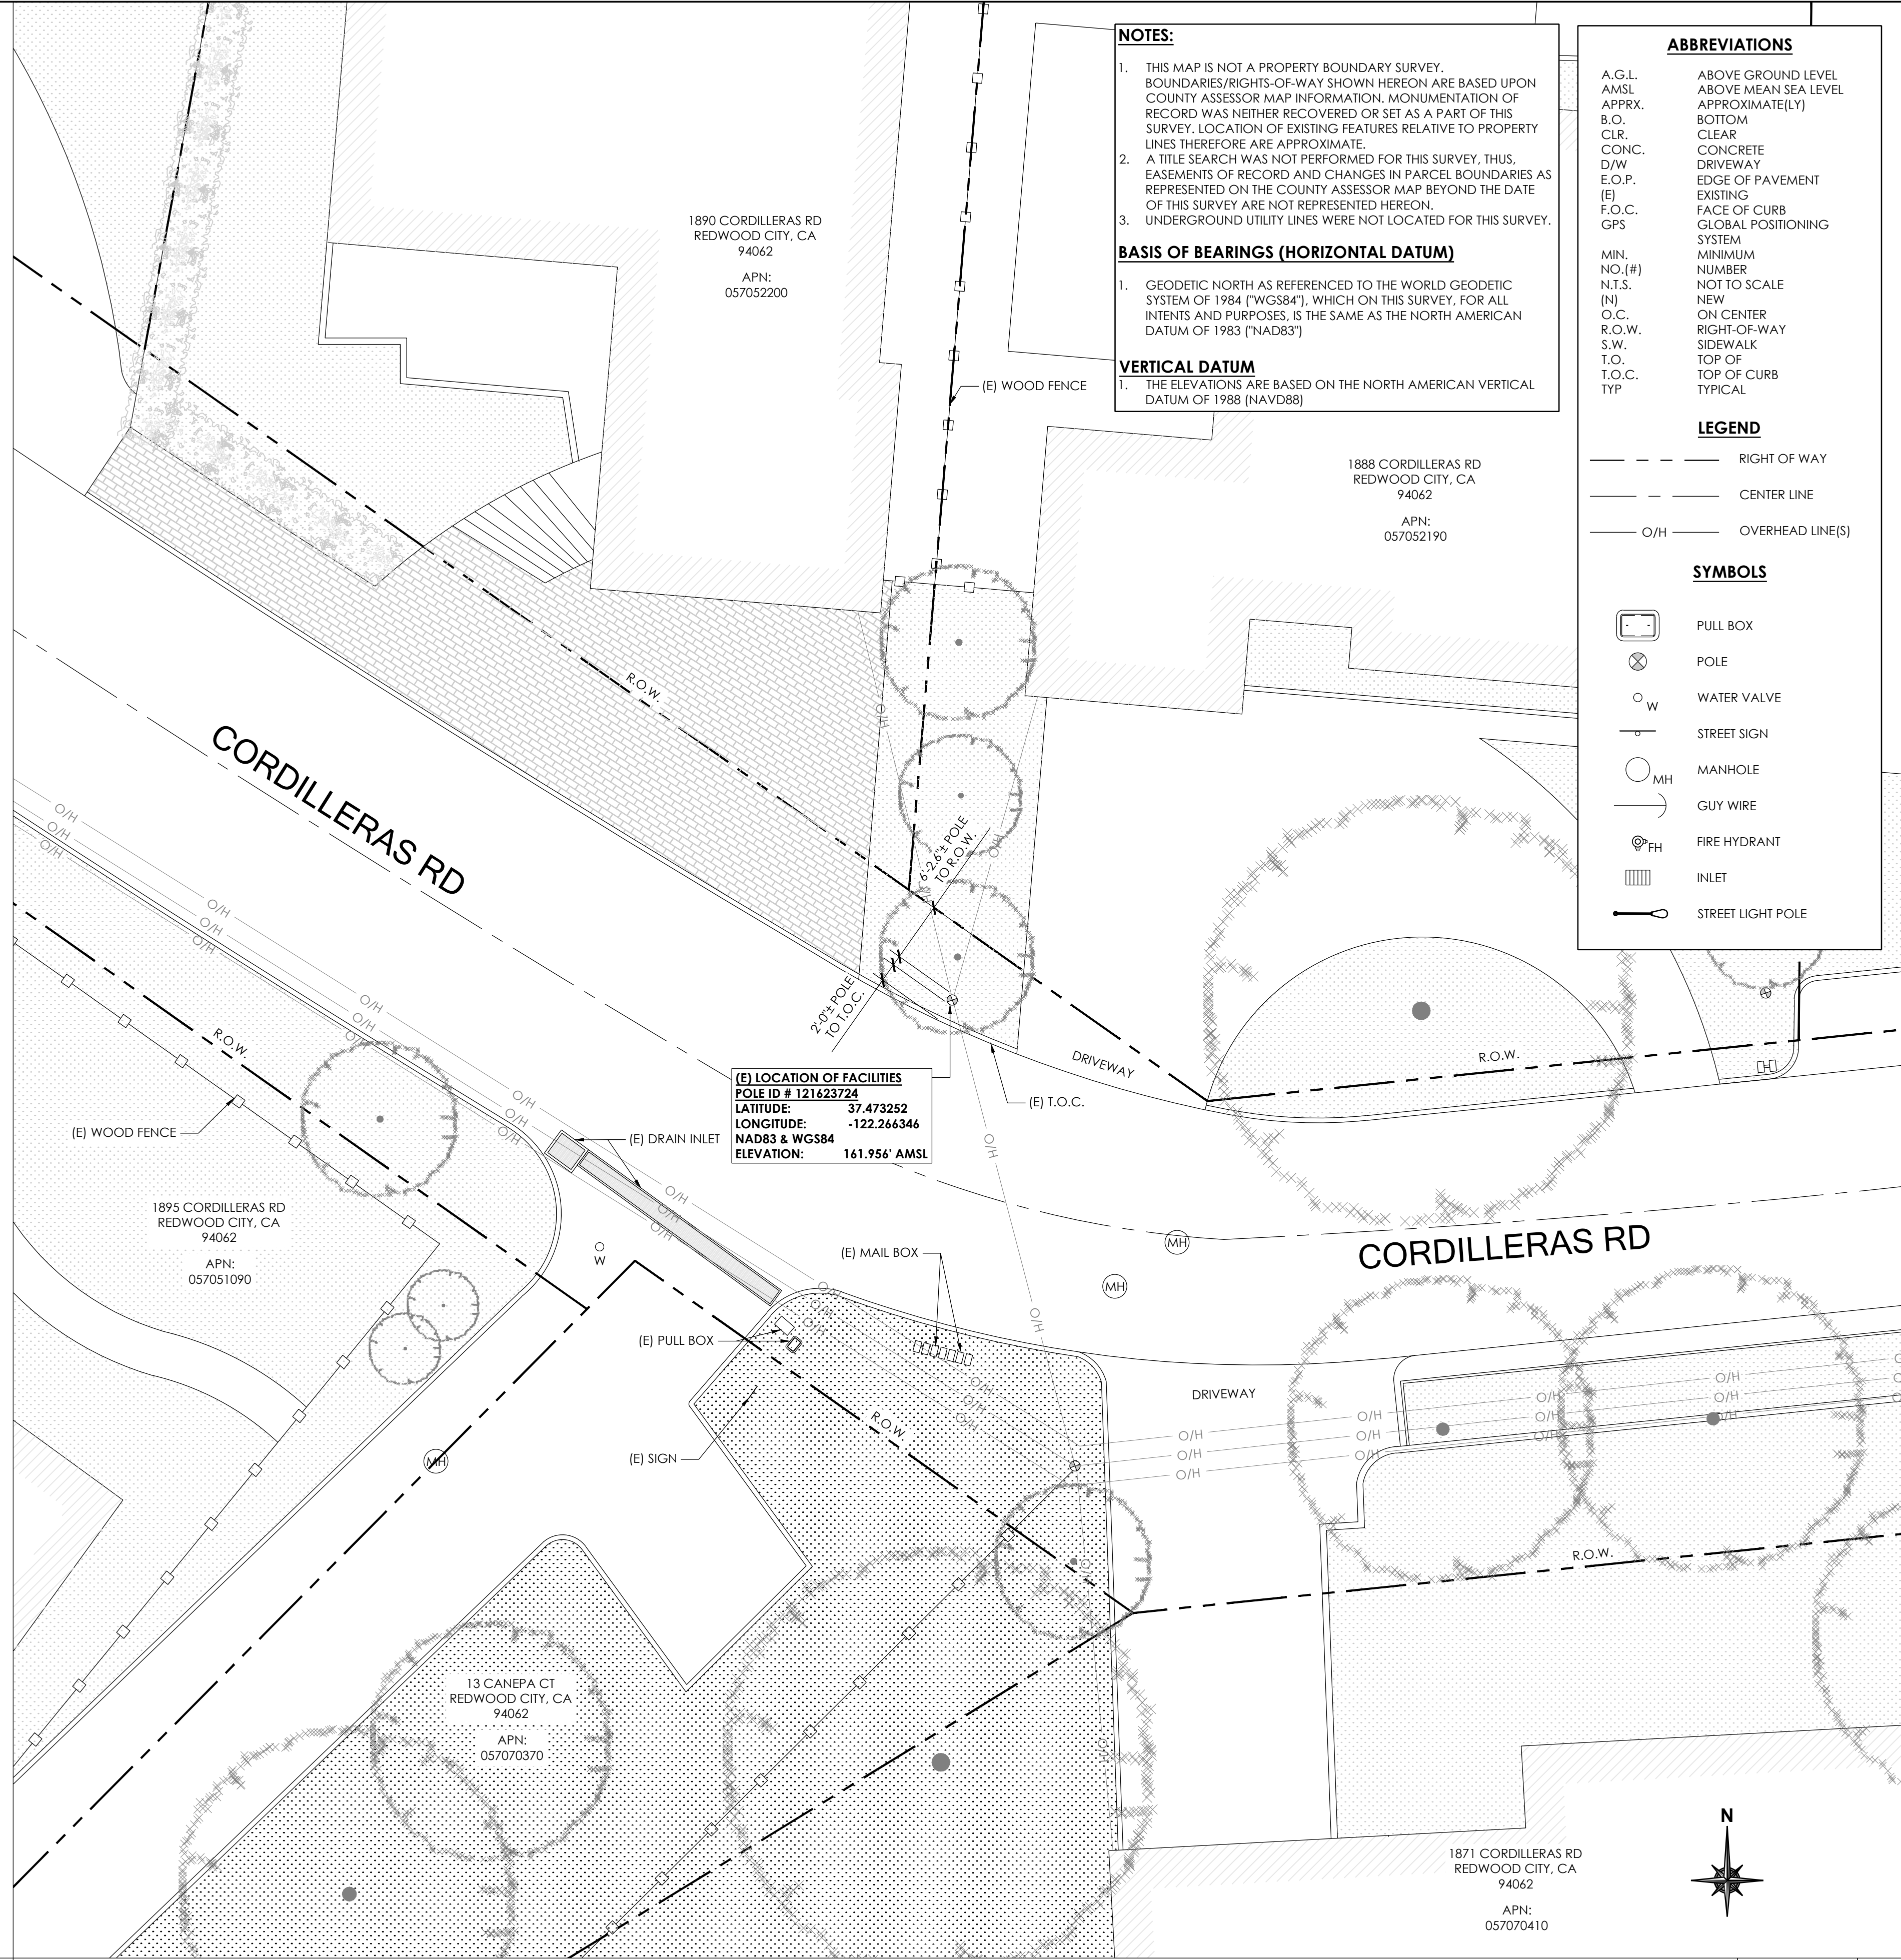 NOTES:
1. THIS MAP IS NOT A PROPERTY BOUNDARY SURVEY.
BOUNDARIES/RIGHTS-OF-WAY SHOWN HEREON ARE BASED UPON
COUNTY ASSESSOR MAP INFORMATION. MONUMENTATION OF
RECORD WAS NEITHER RECOVERED OR SET AS A PART OF THIS
SURVEY. LOCATION OF EXISTING FEATURES RELATIVE TO PROPERTY
LINES THEREFORE ARE APPROXIMATE.
2. A TITLE SEARCH WAS NOT PERFORMED FOR THIS SURVEY, THUS,
EASEMENTS OF RECORD AND CHANGES IN PARCEL BOUNDARIES AS
REPRESENTED ON THE COUNTY ASSESSOR MAP BEYOND THE DATE
OF THIS SURVEY ARE NOT REPRESENTED HEREON.
3. UNDERGROUND UTILITY LINES WERE NOT LOCATED FOR THIS SURVEY.
BASIS OF BEARINGS (HORIZONTAL DATUM)
1. GEODETIC NORTH AS REFERENCED TO THE WORLD GEODETIC
SYSTEM OF 1984 ("WGS84"), WHICH ON THIS SURVEY, FOR ALL
INTENTS AND PURPOSES, IS THE SAME AS THE NORTH AMERICAN
DATUM OF 1983 ("NAD83")
VERTICAL DATUM
1. THE ELEVATIONS ARE BASED ON THE NORTH AMERICAN VERTICAL
DATUM OF 1988 (NAVD88)
ABBREVIATIONS
A.G.L. ABOVE GROUND LEVEL
AMSL ABOVE MEAN SEA LEVEL
APPRX. APPROXIMATE(LY)
B.O. BOTTOM
CLR. CLEAR
CONC. CONCRETE
D/W DRIVEWAY
E.O.P. EDGE OF PAVEMENT
(E) EXISTING
F.O.C. FACE OF CURB
GPS GLOBAL POSITIONING
SYSTEM
MIN. MINIMUM
NO.(#) NUMBER
N.T.S. NOT TO SCALE
(N) NEW
O.C. ON CENTER
R.O.W. RIGHT-OF-WAY
S.W. SIDEWALK
T.O. TOP OF
T.O.C. TOP OF CURB
TYP TYPICAL
LEGEND
RIGHT OF WAY
CENTER LINE
O/H OVERHEAD LINE(S)
SYMBOLS
PULL BOX
POLE
W WATER VALVE
STREET SIGN
MH MANHOLE
GUY WIRE
FH FIRE HYDRANT
INLET
STREET LIGHT POLE
1890 CORDILLERAS RD
REDWOOD CITY, CA
94062
APN:
057052200
(E) WOOD FENCE
1888 CORDILLERAS RD
REDWOOD CITY, CA
94062
APN:
057052190
R.O.W.
O/H
CORDILLERAS RD
O/H
O/H
O/H
6'-2.6"± POLE
TO R.O.W.
O/H
O/H
O/H
O/H
R.O.W.
2'-0"± POLE
TO T.O.C.
O/H
O/H
O/H
DRIVEWAY
R.O.W.
(E) LOCATION OF FACILITIES
POLE ID # 121623724
LATITUDE: 37.473252
LONGITUDE: -122.266346
NAD83 & WGS84
ELEVATION: 161.956' AMSL
(E) T.O.C.
O/H
O/H
O/H
(E) WOOD FENCE
(E) DRAIN INLET
O/H
1895 CORDILLERAS RD
REDWOOD CITY, CA
94062
APN:
057051090
O/H
O/H
O/H
W
(E) MAIL BOX
MH
CORDILLERAS RD
MH
O/H
O/H
O/H
O/H
(E) PULL BOX
O/H
O/H
O/H
DRIVEWAY
R.O.W.
O/H
O/H
O/H
O/H
O/H
O/H
O/H
O/H
O/H
O/H
O/H
O/H
(E) SIGN
MH
O/H
R.O.W.
13 CANEPA CT
REDWOOD CITY, CA
94062
APN:
057070370
O/H
1871 CORDILLERAS RD
REDWOOD CITY, CA
94062
APN:
057070410
N